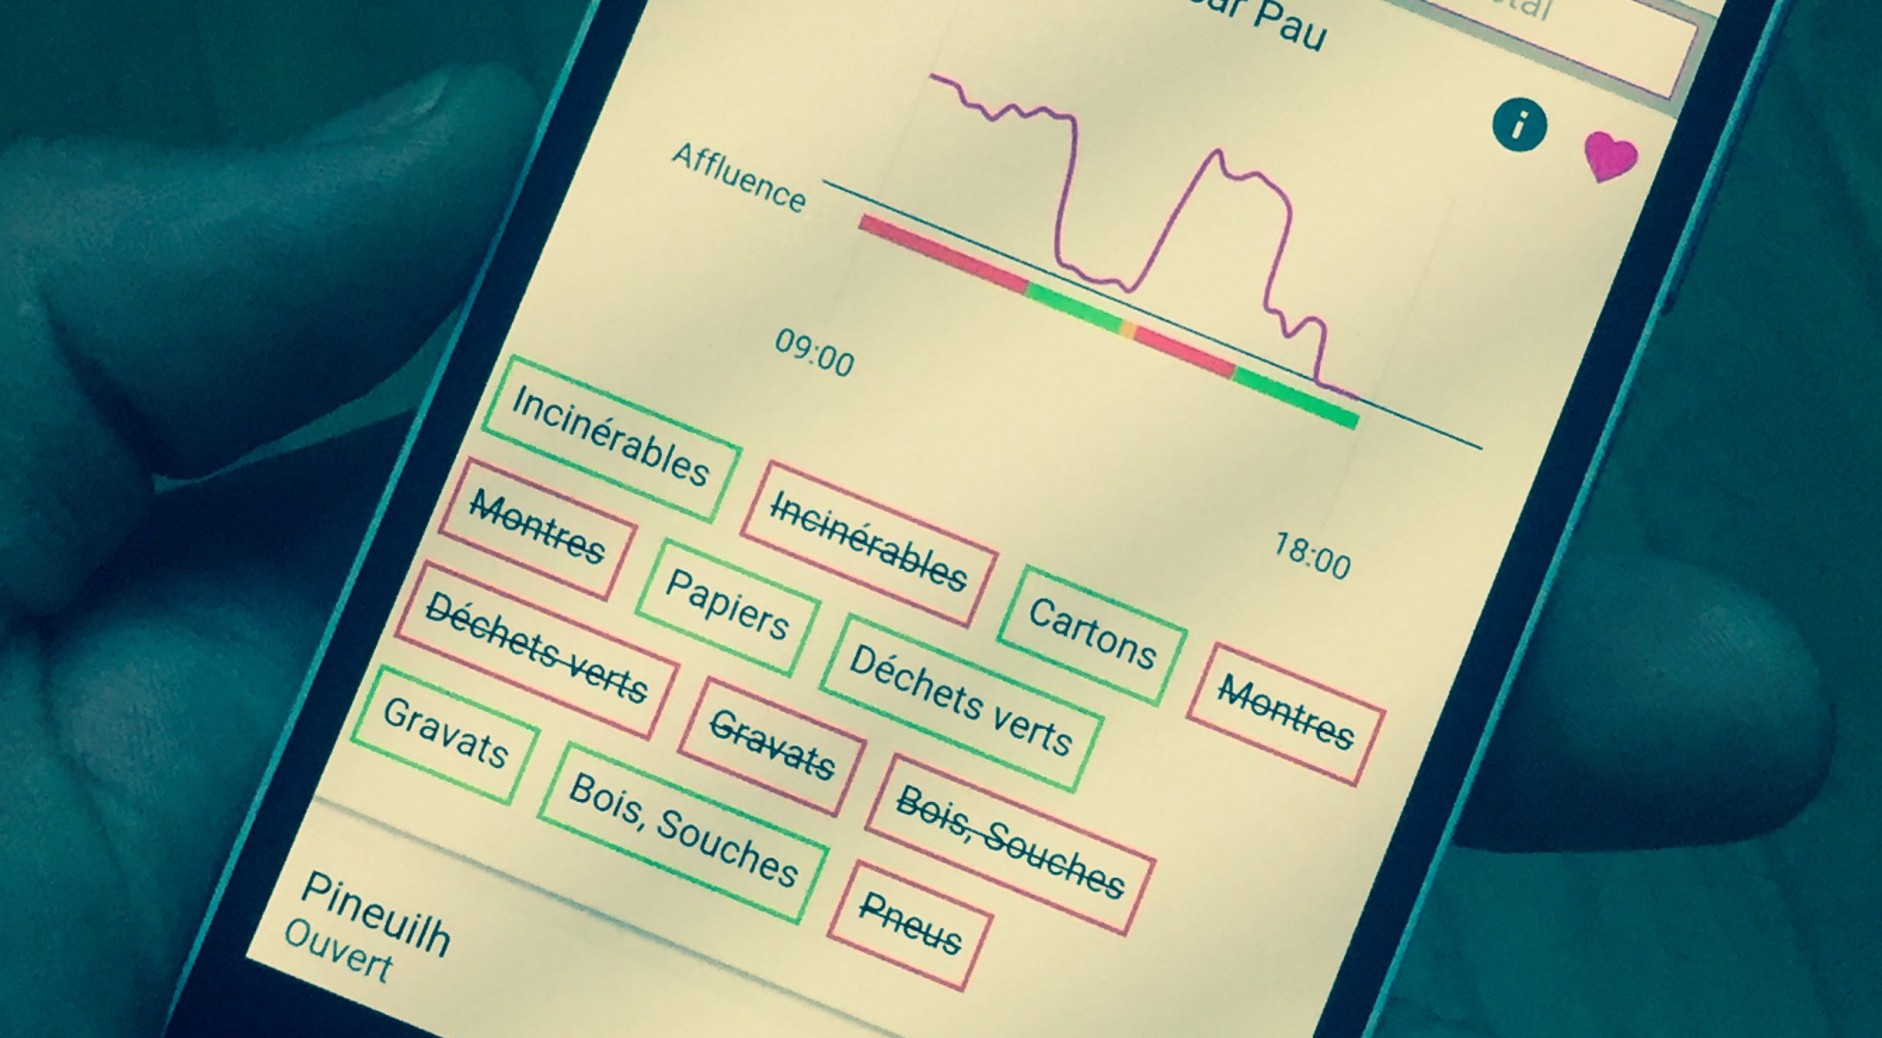 Pau
Affluence
09:00 18:00
Incinérables Incinérables Cartons Montres
Montres Papiers Déchets verts
Déchets verts Gravats Bois, Souches
Gravats Bois, Souches Pneus
Pineuilh
Ouvert